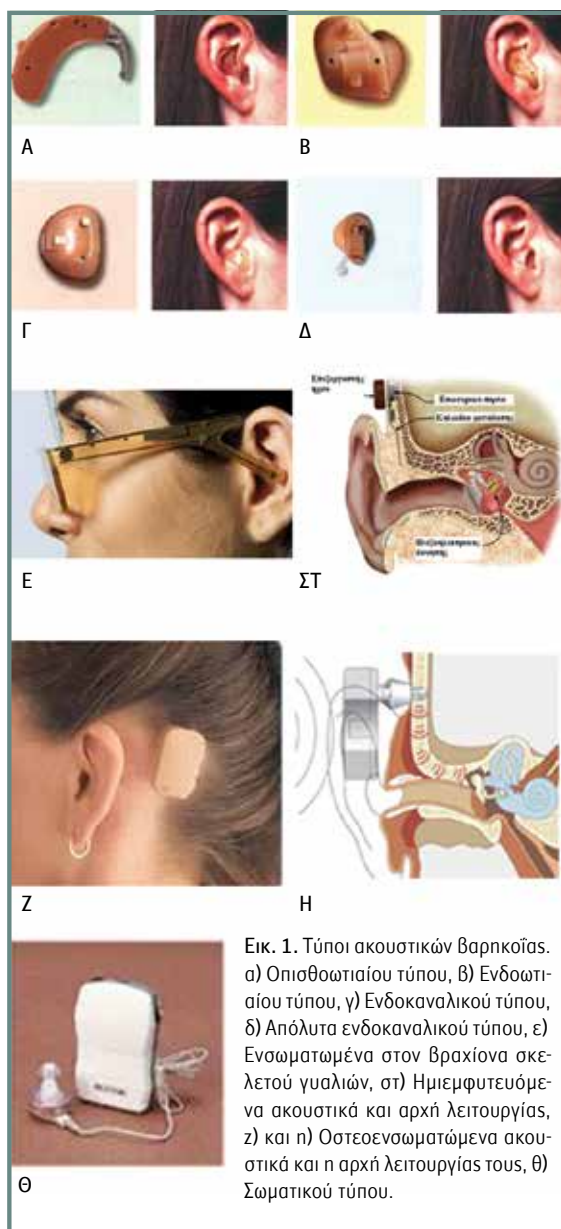 Α
Β
Γ
Δ
Ε
ΣΤ
Ζ
Η
Θ
Εικ. 1. Τύποι ακουστικών βαρηκοΐας.
α) Οπισθοωτιαίου τύπου, β) Ενδοωτι-
αίου τύπου, γ) Ενδοκαναλικού τύπου,
δ) Απόλυτα ενδοκαναλικού τύπου, ε)
Ενσωματωμένα στον βραχίονα σκε-
λετού γυαλιών, στ) Ημιεμφυτευόμε-
να ακουστικά και αρχή λειτουργίας,
ζ) και η) Οστεοενσωματώμενα ακου-
στικά και η αρχή λειτουργίας τους, θ)
Σωματικού τύπου.